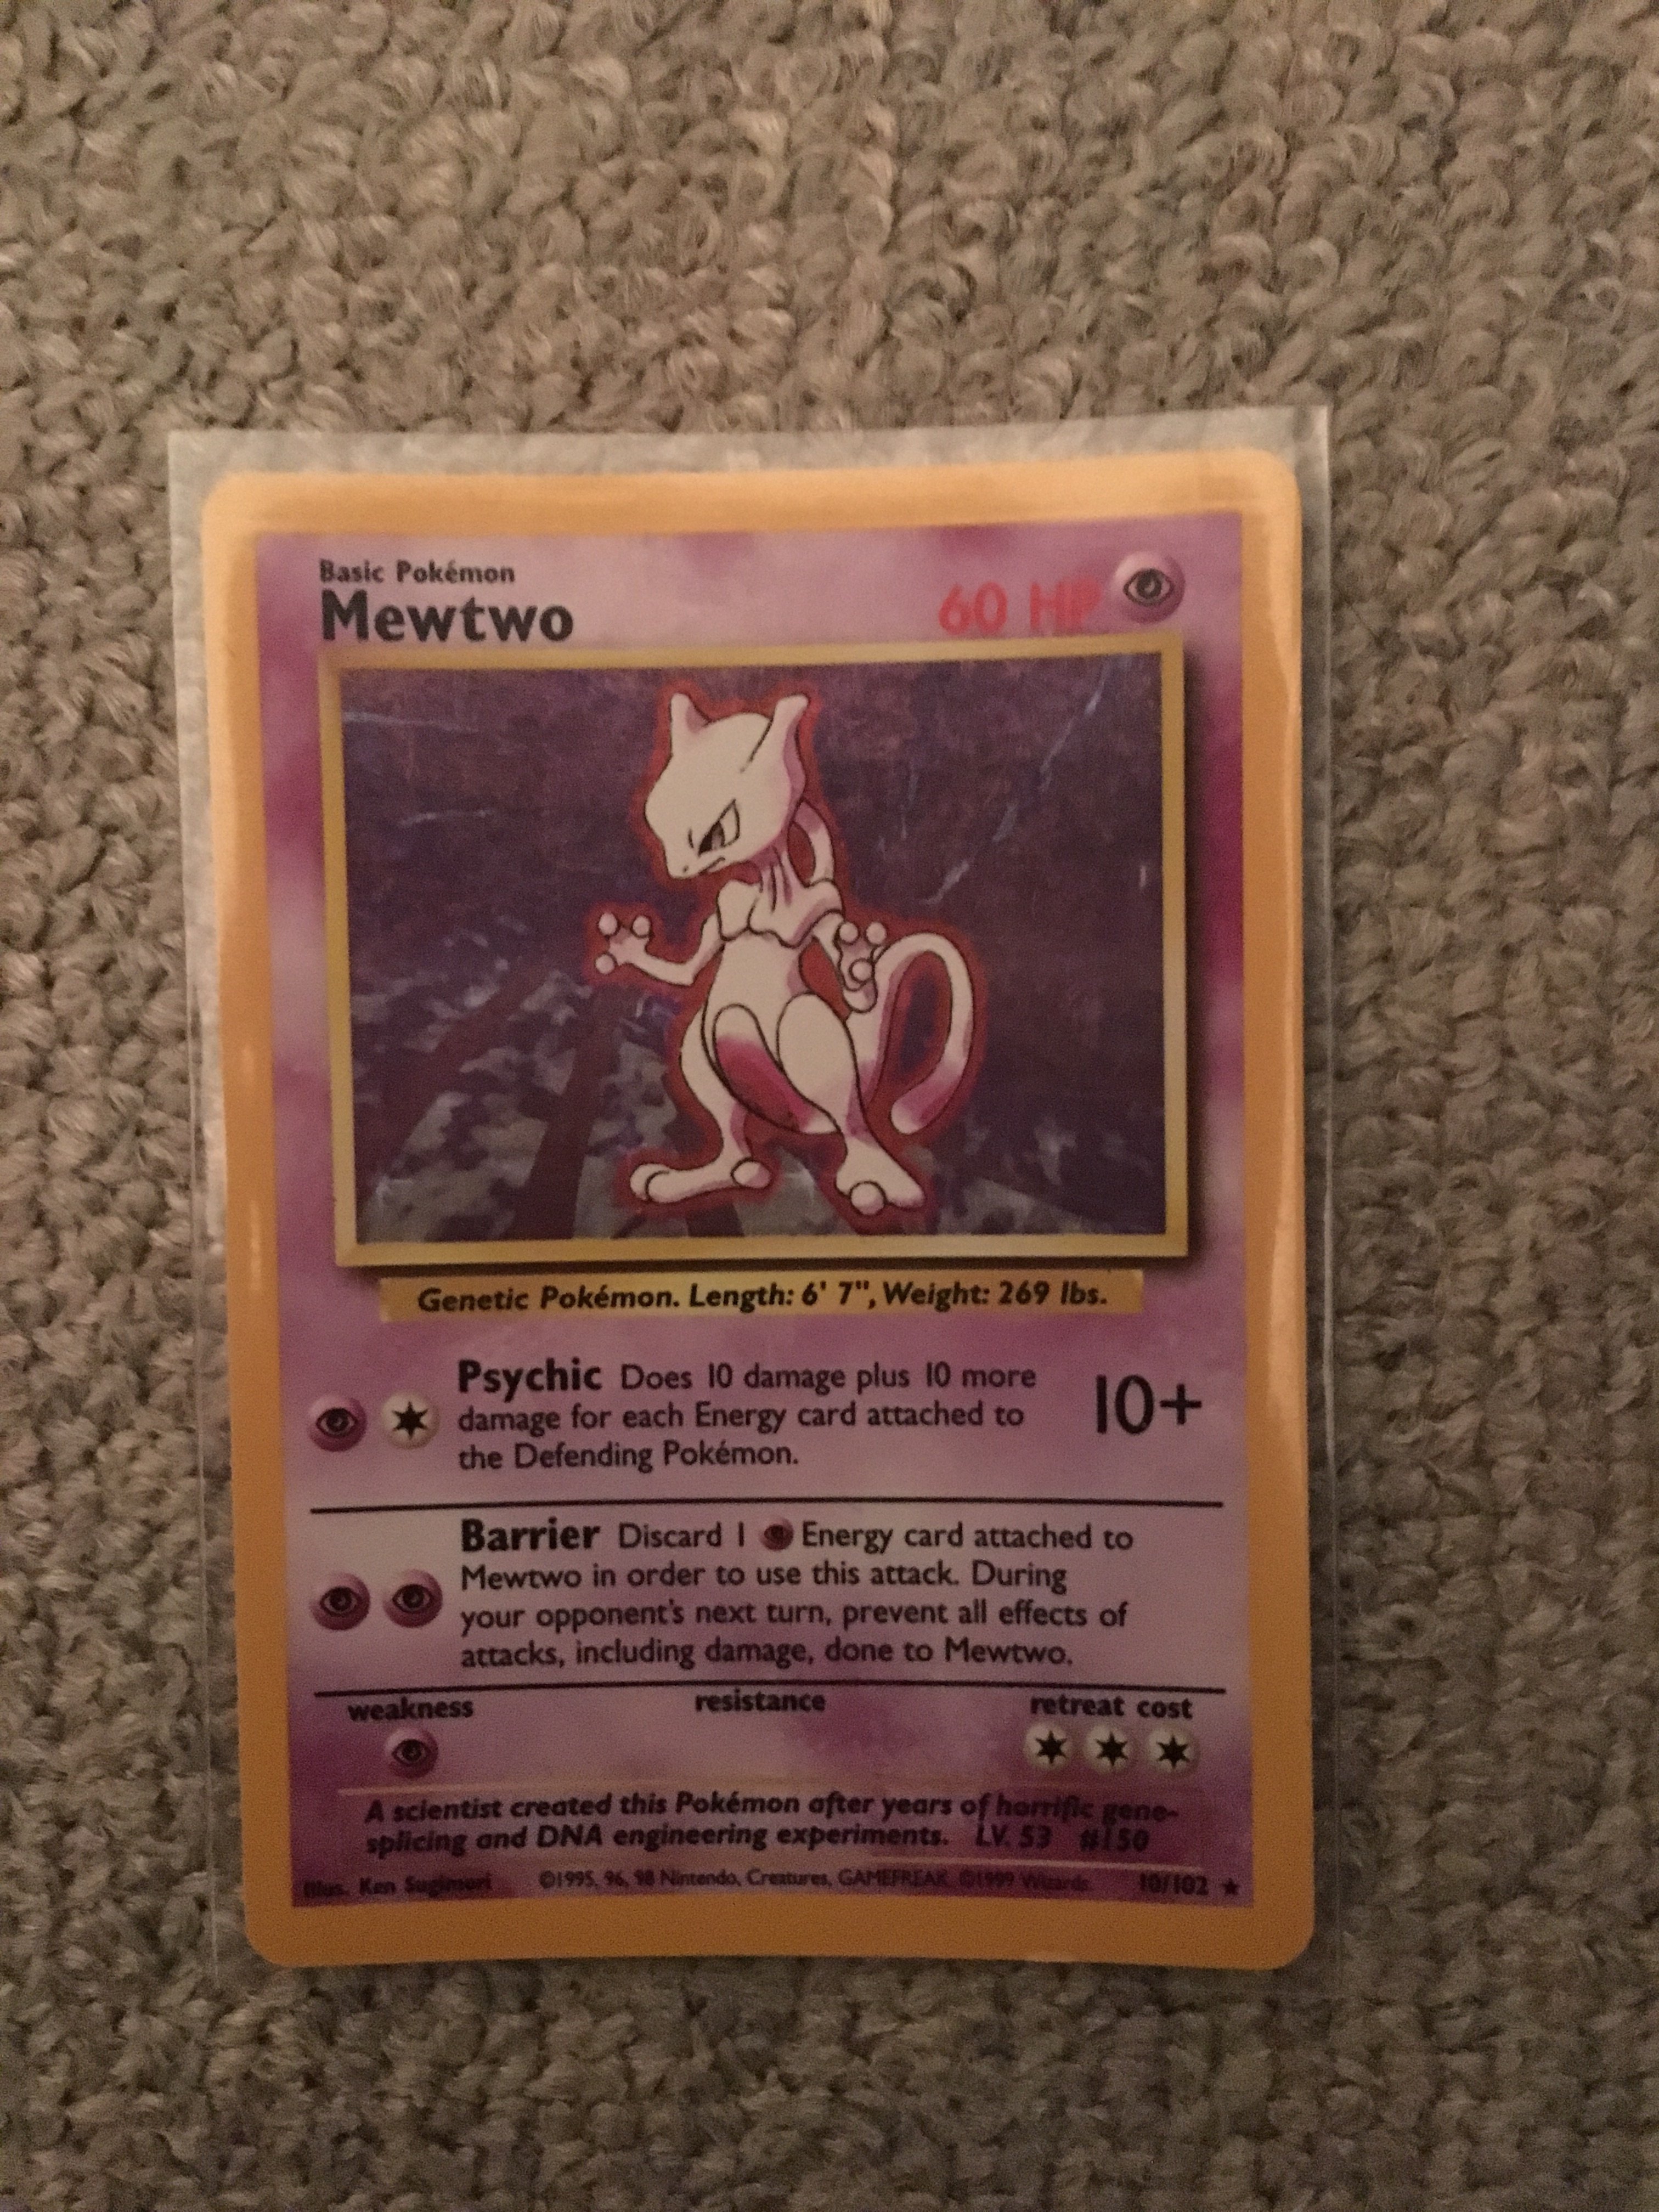 Basic Pokémon
Mewtwo
60 HP
Genetic Pokémon. Length: 6' 7", Weight: 269 lbs.
Psychic Does 10 damage plus 10 more
damage for each Energy card attached to
the Defending Pokémon.
10+
Barrier Discard 1 Energy card attached to
Mewtwo in order to use this attack. During
your opponent's next turn, prevent all effects of
attacks, including damage, done to Mewtwo.
weakness resistance retreat cost
A scientist created this Pokémon after years of horrific gene-
splicing and DNA engineering experiments. LV. 53 #150
Illus. Ken Sugimori ©1995, 96, 98 Nintendo, Creatures, GAMEFREAK. ©1999 Wizards. 10/102 ★